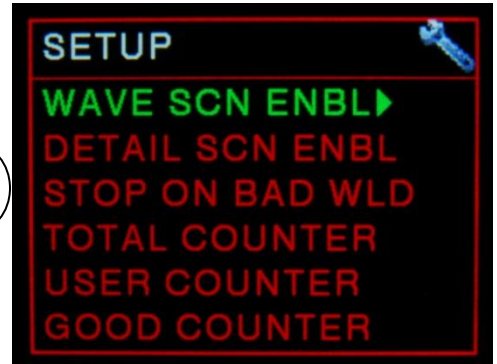 SETUP
WAVE SCN ENBL
DETAIL SCN ENBL
STOP ON BAD WLD
TOTAL COUNTER
USER COUNTER
GOOD COUNTER